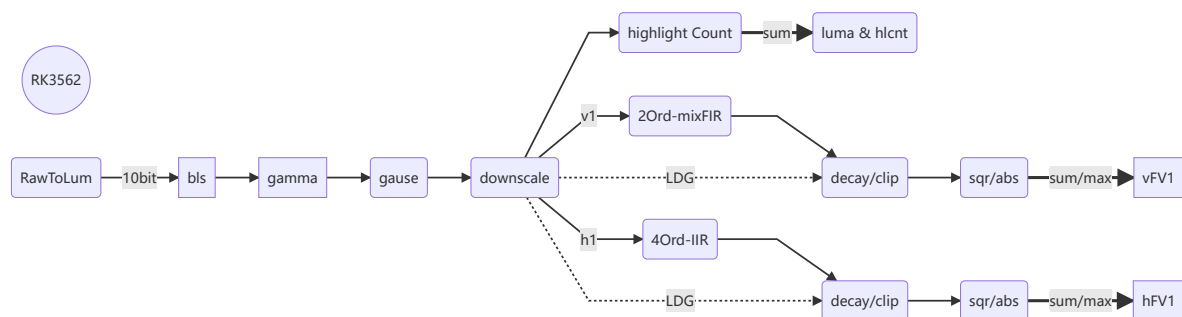 highlight Count
sum
luma & hlcnt
RK3562
v1
2Ord-mixFIR
RawToLum
10bit
bls
gamma
gause
downscale
LDG
decay/clip
sqr/abs
sum/max
vFV1
h1
4Ord-IIR
LDG
decay/clip
sqr/abs
sum/max
hFV1